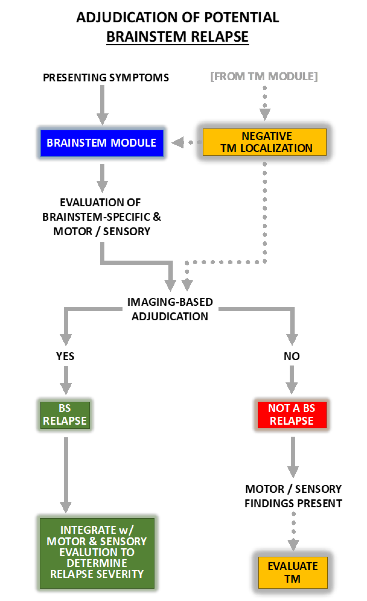 ADJUDICATION OF POTENTIAL
BRAINSTEM RELAPSE
PRESENTING SYMPTOMS
[FROM TM MODULE]
BRAINSTEM MODULE
NEGATIVE
TM LOCALIZATION
EVALUATION OF
BRAINSTEM-SPECIFIC &
MOTOR / SENSORY
IMAGING-BASED
ADJUDICATION
YES
NO
BS
RELAPSE
NOT A BS
RELAPSE
MOTOR / SENSORY
FINDINGS PRESENT
INTEGRATE w/
MOTOR & SENSORY
EVALUTION TO
DETERMINE
RELAPSE SEVERITY
EVALUATE
TM